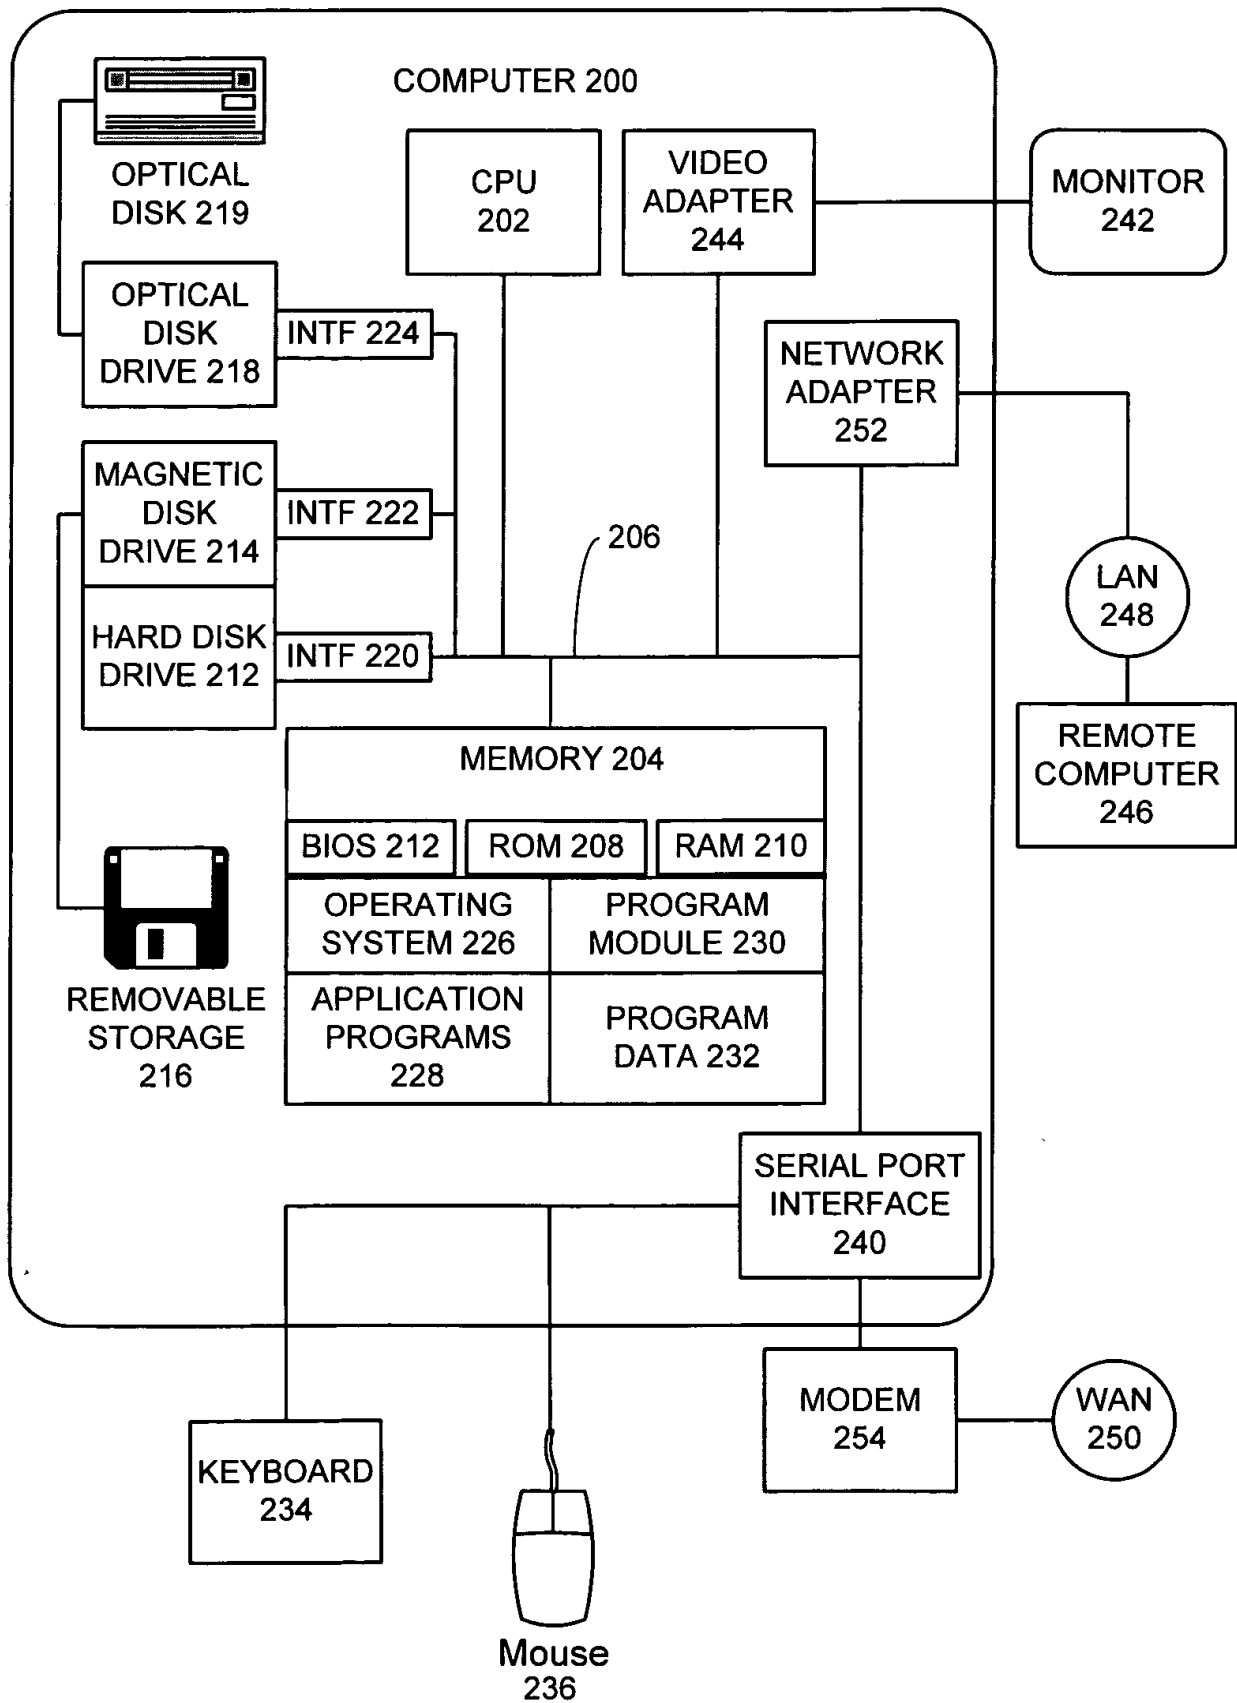 COMPUTER 200
OPTICAL
DISK 219
CPU
202
VIDEO
ADAPTER
244
MONITOR
242
OPTICAL
DISK
DRIVE 218
INTF 224
NETWORK
ADAPTER
252
MAGNETIC
DISK
DRIVE 214
INTF 222
206
LAN
248
HARD DISK
DRIVE 212
INTF 220
REMOTE
COMPUTER
246
MEMORY 204
BIOS 212
ROM 208
RAM 210
OPERATING
SYSTEM 226
PROGRAM
MODULE 230
REMOVABLE
STORAGE
216
APPLICATION
PROGRAMS
228
PROGRAM
DATA 232
SERIAL PORT
INTERFACE
240
MODEM
254
WAN
250
KEYBOARD
234
Mouse
236